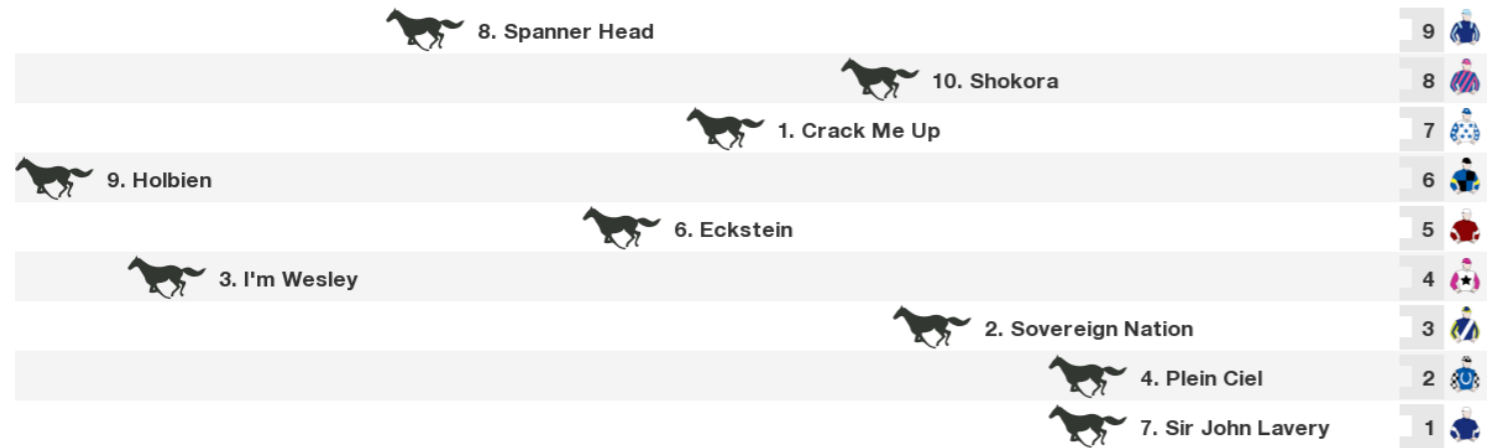 8. Spanner Head 9
10. Shokora 8
1. Crack Me Up 7
9. Holbien 6
6. Eckstein 5
3. I'm Wesley 4
2. Sovereign Nation 3
4. Plein Ciel 2
7. Sir John Lavery 1